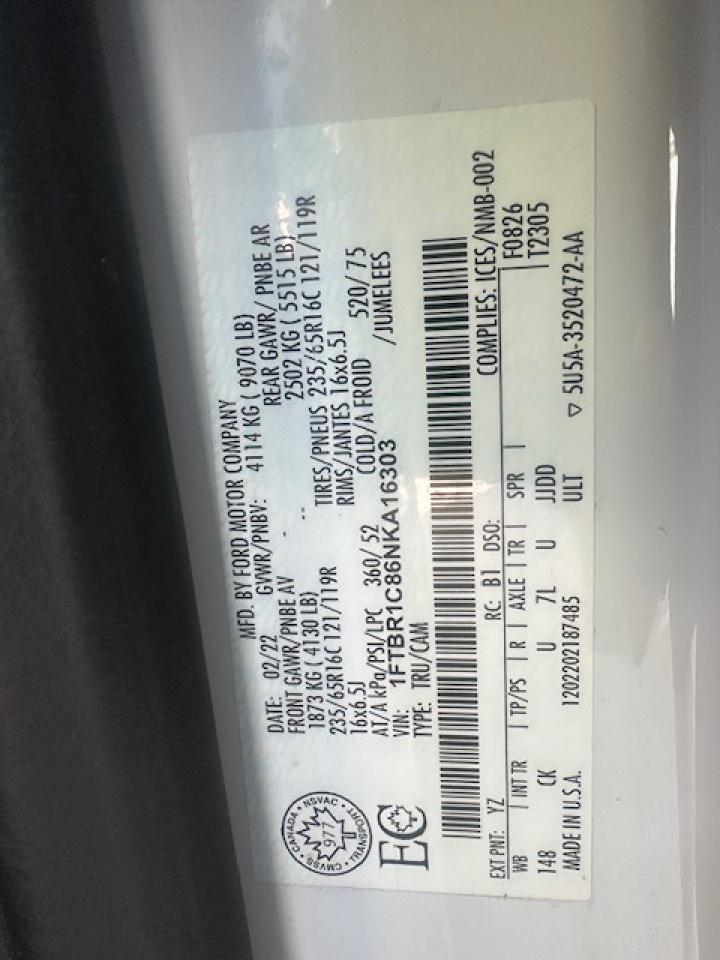 MFD. BY FORD MOTOR COMPANY
DATE: 02/22 GVWR/PNBV: 4114 KG ( 9070 LB)
FRONT GAWR/PNBE AV - REAR GAWR/ PNBE AR
1873 KG ( 4130 LB) 2502 KG ( 5515 LB)
235/65R16C 121/119R -- TIRES/PNEUS 235/65R16C 121/119R
16x6.5J RIMS/JANTES 16x6.5J
AT/A kPa/PSI/LPC 360/ 52 COLD/A FROID 520/ 75
VIN: 1FTBR1C86NKA16303 /JUMELEES
TYPE: TRU/CAM
COMPLIES: ICES/NMB-002
EXT PNT: YZ RC: B1 DSO: F0826
WB | INT TR | TP/PS | R | AXLE | TR | SPR | T2305
148 CK U 7L U JJDD
MADE IN U.S.A. 1202202187485 ULT ▽ 5U5A-3520472-AA
CANADA • NSVAC • TRANSPORT • CMVSS •
977
EC